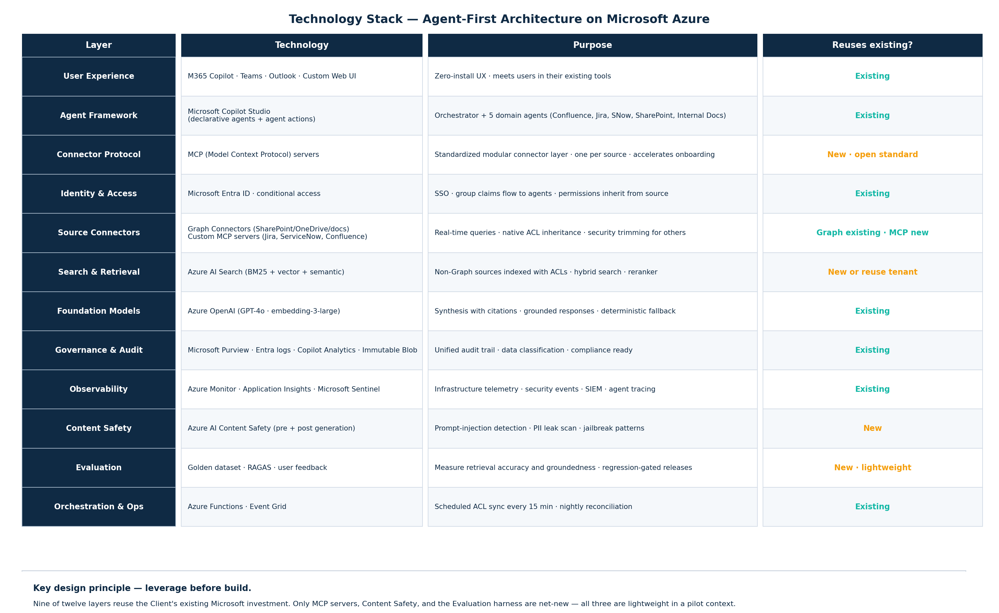 Technology Stack — Agent-First Architecture on Microsoft Azure
Layer
Technology
Purpose
Reuses existing?
User Experience
M365 Copilot · Teams · Outlook · Custom Web UI
Zero-install UX · meets users in their existing tools
Existing
Agent Framework
Microsoft Copilot Studio
(declarative agents + agent actions)
Orchestrator + 5 domain agents (Confluence, Jira, SNow, SharePoint, Internal Docs)
Existing
Connector Protocol
MCP (Model Context Protocol) servers
Standardized modular connector layer · one per source · accelerates onboarding
New · open standard
Identity & Access
Microsoft Entra ID · conditional access
SSO · group claims flow to agents · permissions inherit from source
Existing
Source Connectors
Graph Connectors (SharePoint/OneDrive/docs)
Custom MCP servers (Jira, ServiceNow, Confluence)
Real-time queries · native ACL inheritance · security trimming for others
Graph existing · MCP new
Search & Retrieval
Azure AI Search (BM25 + vector + semantic)
Non-Graph sources indexed with ACLs · hybrid search · reranker
New or reuse tenant
Foundation Models
Azure OpenAI (GPT-4o · embedding-3-large)
Synthesis with citations · grounded responses · deterministic fallback
Existing
Governance & Audit
Microsoft Purview · Entra logs · Copilot Analytics · Immutable Blob
Unified audit trail · data classification · compliance ready
Existing
Observability
Azure Monitor · Application Insights · Microsoft Sentinel
Infrastructure telemetry · security events · SIEM · agent tracing
Existing
Content Safety
Azure AI Content Safety (pre + post generation)
Prompt-injection detection · PII leak scan · jailbreak patterns
New
Evaluation
Golden dataset · RAGAS · user feedback
Measure retrieval accuracy and groundedness · regression-gated releases
New · lightweight
Orchestration & Ops
Azure Functions · Event Grid
Scheduled ACL sync every 15 min · nightly reconciliation
Existing
Key design principle — leverage before build.
Nine of twelve layers reuse the Client's existing Microsoft investment. Only MCP servers, Content Safety, and the Evaluation harness are net-new — all three are lightweight in a pilot context.